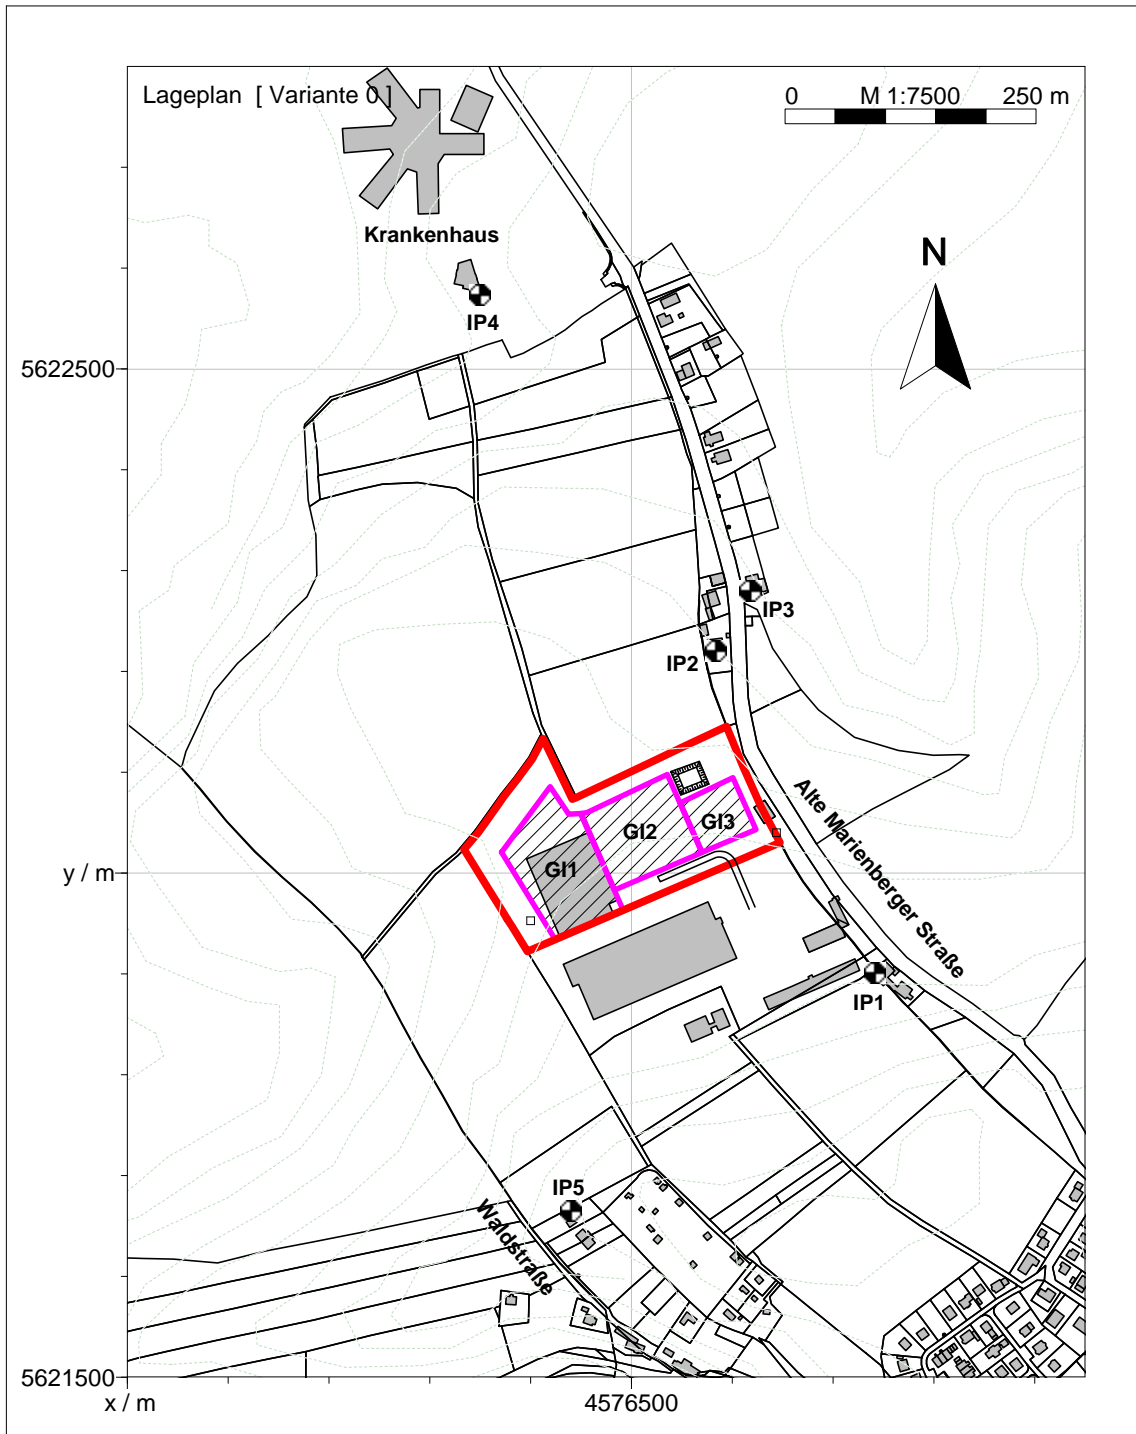 Lageplan [ Variante 0 ]
0 M 1:7500 250 m
Krankenhaus
N
IP4
5622500
IP3
IP2
Alte Marienberger Straße
GI2
GI3
GI1
y / m
IP1
IP5
Waldstraße
5621500
x / m
4576500